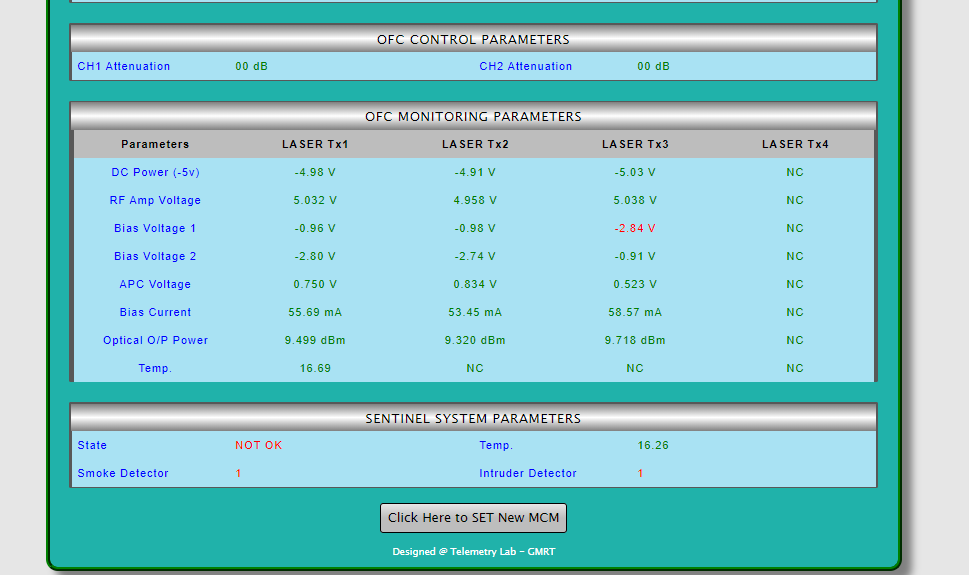 OFC CONTROL PARAMETERS
CH1 Attenuation 00 dB CH2 Attenuation 00 dB
OFC MONITORING PARAMETERS
Parameters LASER Tx1 LASER Tx2 LASER Tx3 LASER Tx4
DC Power (-5v) -4.98 V -4.91 V -5.03 V NC
RF Amp Voltage 5.032 V 4.958 V 5.038 V NC
Bias Voltage 1 -0.96 V -0.98 V -2.84 V NC
Bias Voltage 2 -2.80 V -2.74 V -0.91 V NC
APC Voltage 0.750 V 0.834 V 0.523 V NC
Bias Current 55.69 mA 53.45 mA 58.57 mA NC
Optical O/P Power 9.499 dBm 9.320 dBm 9.718 dBm NC
Temp. 16.69 NC NC NC
SENTINEL SYSTEM PARAMETERS
State NOT OK Temp. 16.26
Smoke Detector 1 Intruder Detector 1
Click Here to SET New MCM
Designed @ Telemetry Lab - GMRT